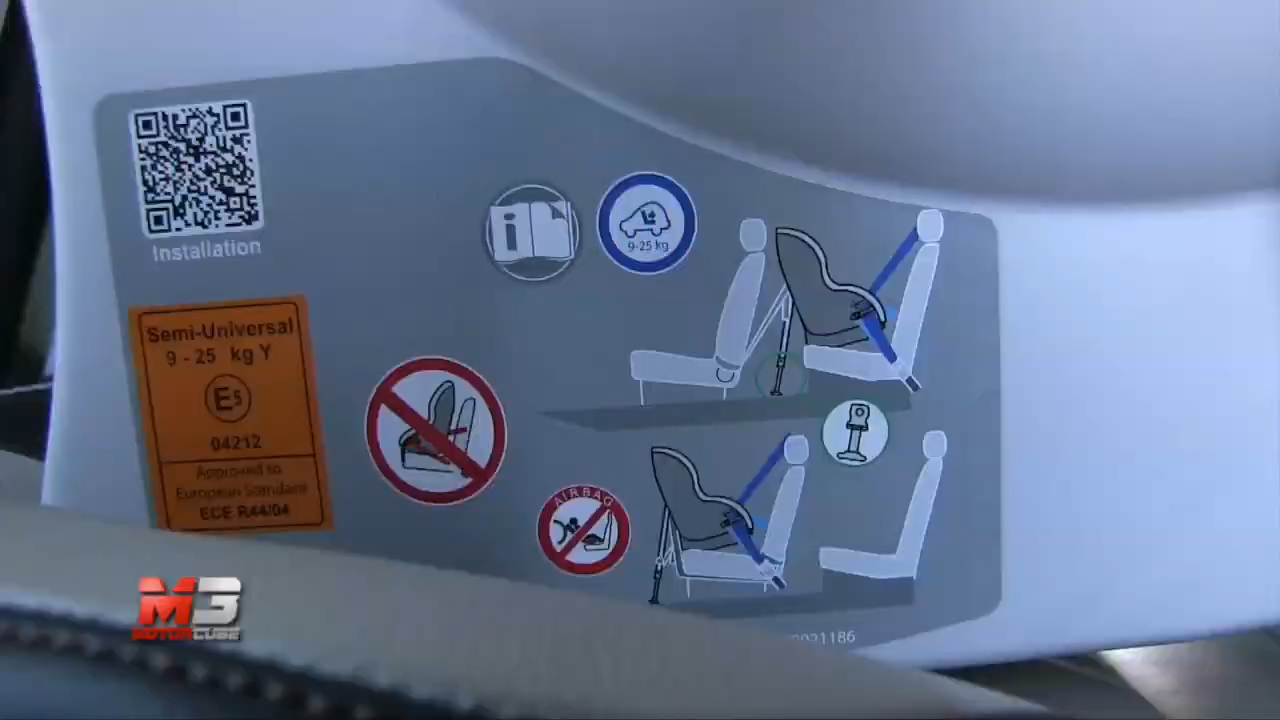 Installation
i
9-25 kg
Semi-Universal
9 - 25 kg Y
E5
04212
Approved to
European Standard
ECE R44/04
AIRBAG
M3
MOTORCUBE